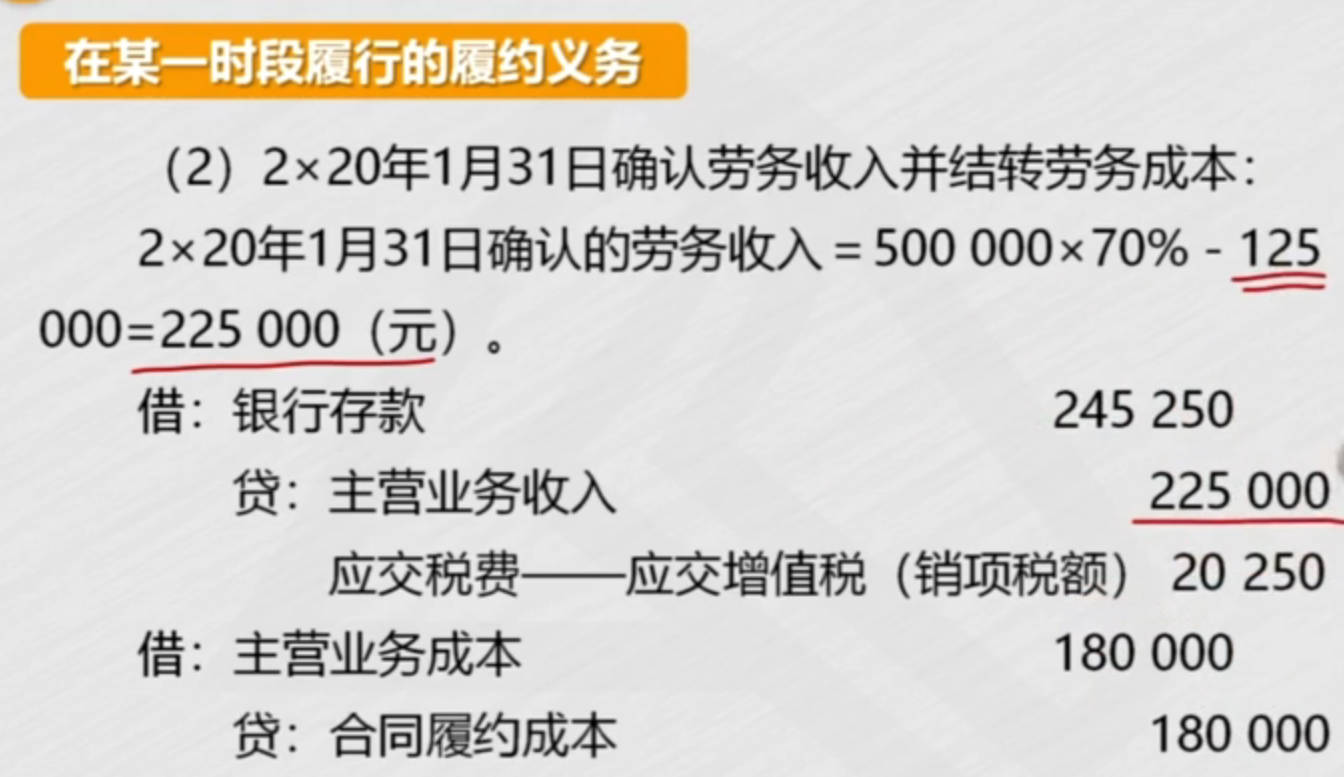 在某一时段履行的履约义务
（2）2×20年1月31日确认劳务收入并结转劳务成本：
2×20年1月31日确认的劳务收入＝500 000×70% - 125
000=225 000（元）。
借：银行存款 245 250
贷：主营业务收入 225 000
应交税费——应交增值税（销项税额） 20 250
借：主营业务成本 180 000
贷：合同履约成本 180 000